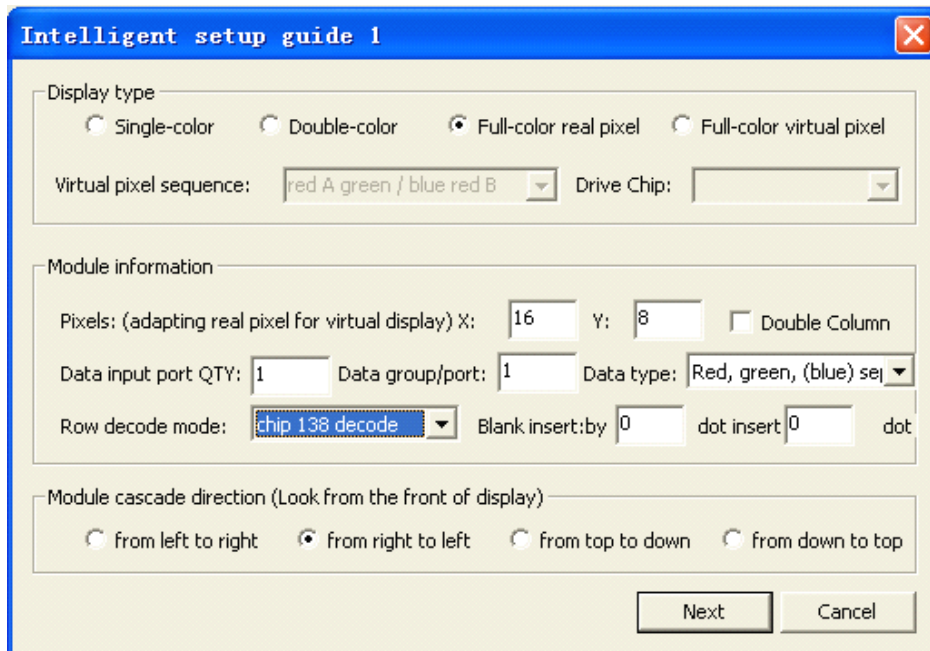 Intelligent setup guide 1
Display type
Single-color Double-color Full-color real pixel Full-color virtual pixel
Virtual pixel sequence: red A green / blue red B Drive Chip:
Module information
Pixels: (adapting real pixel for virtual display) X: 16 Y: 8 Double Column
Data input port QTY: 1 Data group/port: 1 Data type: Red, green, (blue) sep
Row decode mode: chip 138 decode Blank insert:by 0 dot insert 0 dot
Module cascade direction (Look from the front of display)
from left to right from right to left from top to down from down to top
Next Cancel